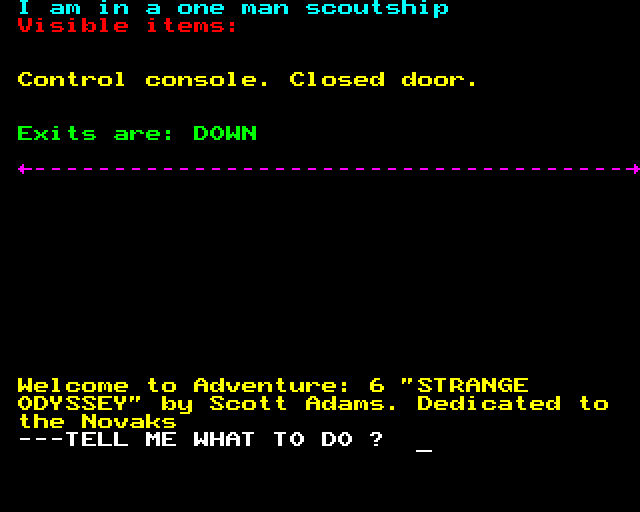 I am in a one man scoutship
Visible items:
Control console. Closed door.
Exits are: DOWN
Welcome to Adventure: 6 "STRANGE
ODYSSEY" by Scott Adams. Dedicated to
the Novaks
---TELL ME WHAT TO DO ? _